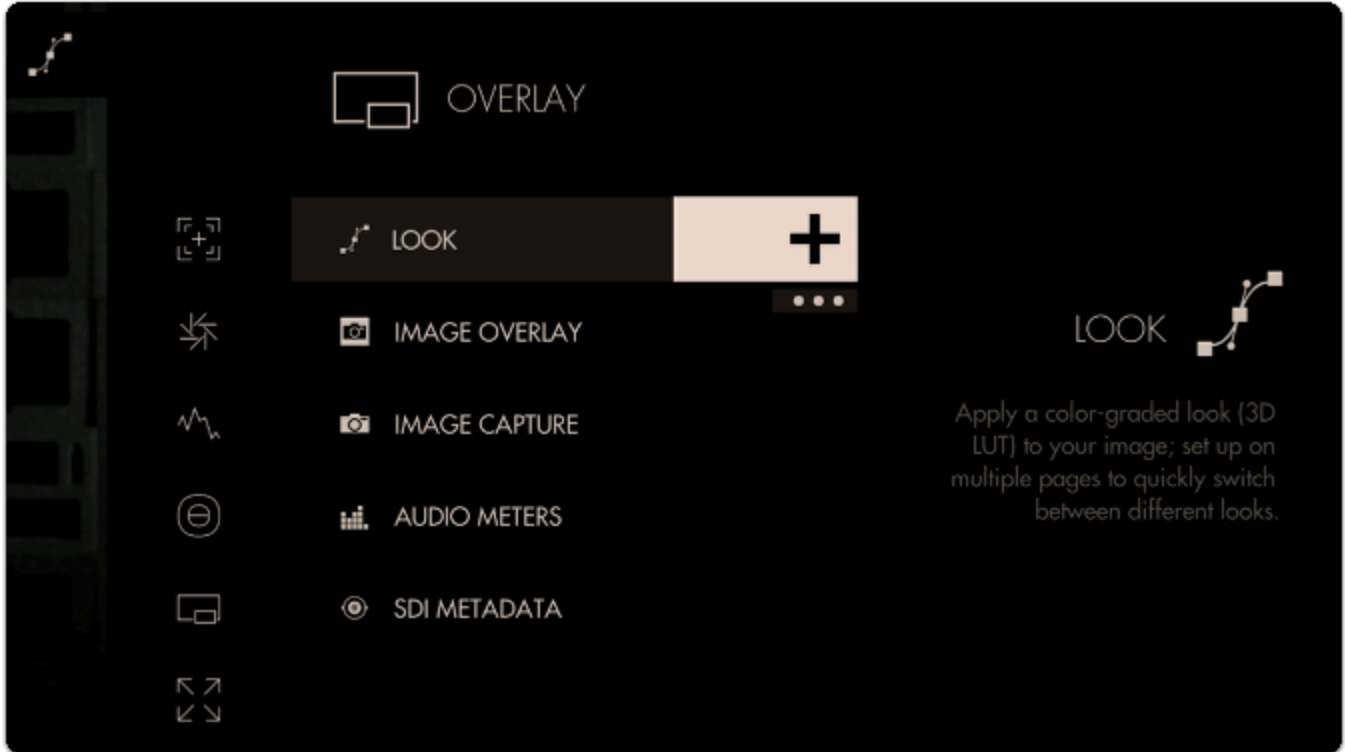 OVERLAY
LOOK
IMAGE OVERLAY
IMAGE CAPTURE
AUDIO METERS
SDI METADATA
LOOK
Apply a color-graded look (3D
LUT) to your image; set up on
multiple pages to quickly switch
between different looks.